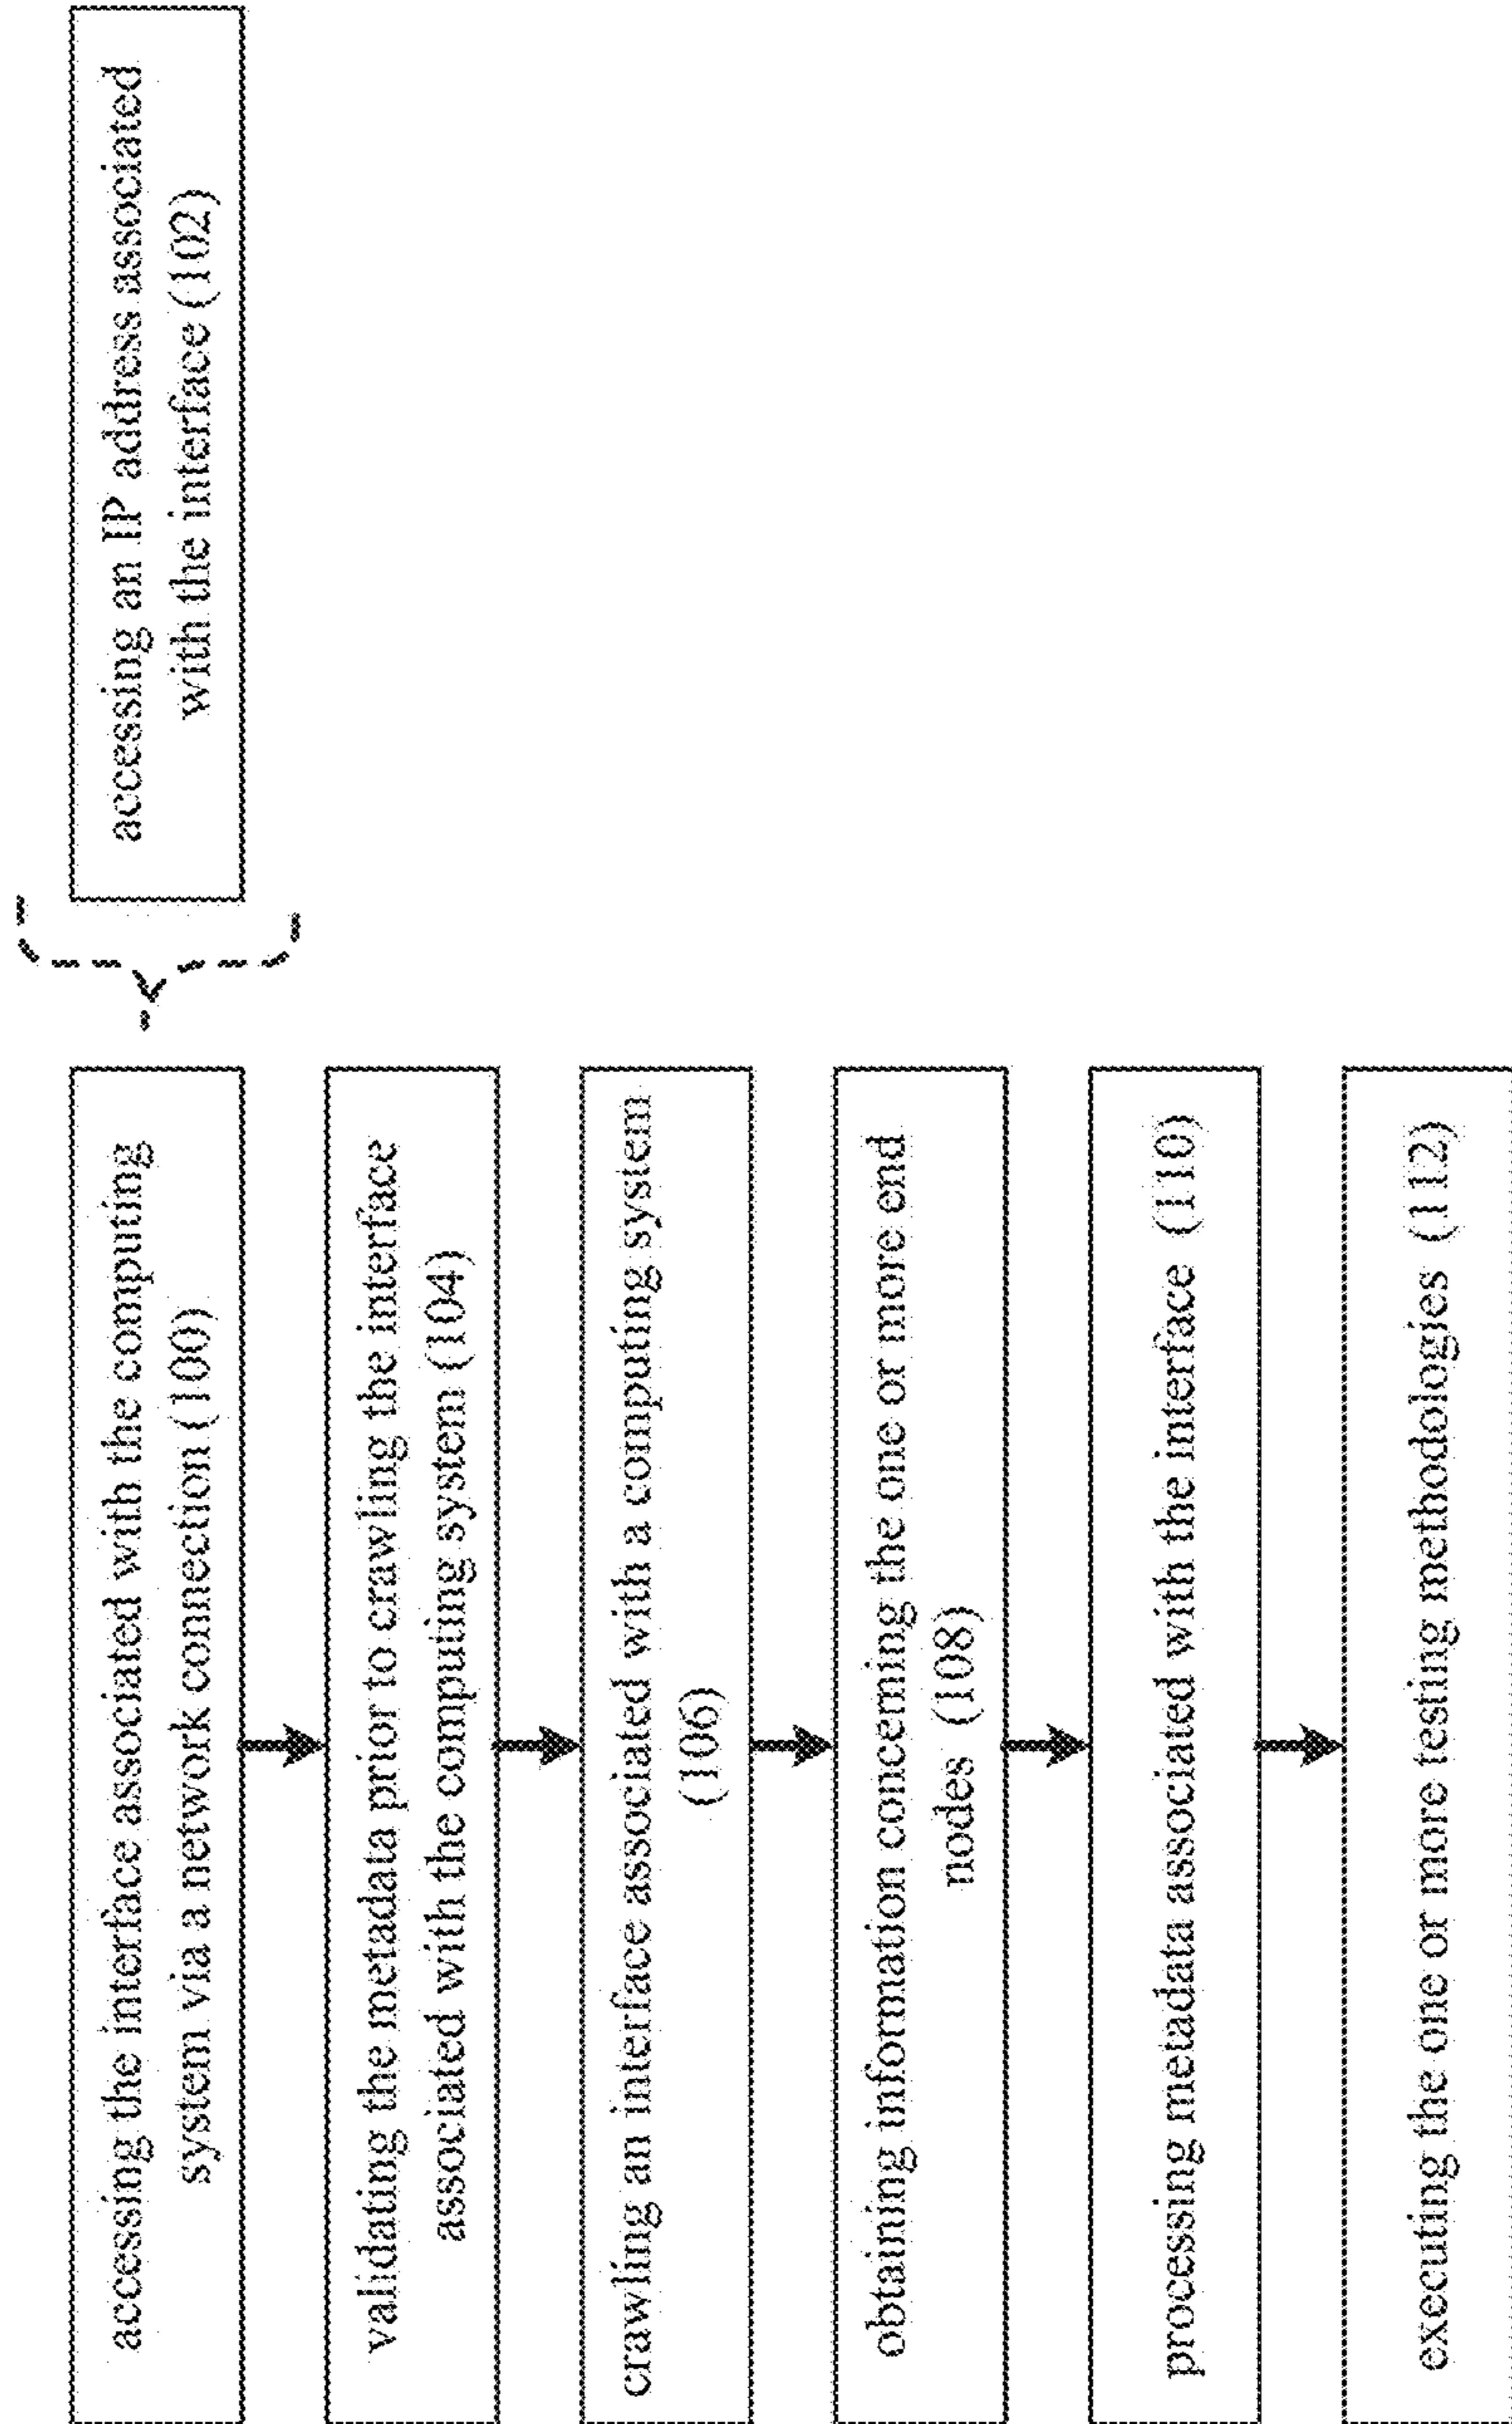 accessing the interface associated with the computing
system via a network connection (100)
accessing an IP address associated
with the interface (102)
validating the metadata prior to crawling the interface
associated with the computing system (104)
crawling an interface associated with a computing system
(106)
obtaining information concerning the one or more end
nodes (108)
processing metadata associated with the interface (110)
executing the one or more testing methodologies (112)